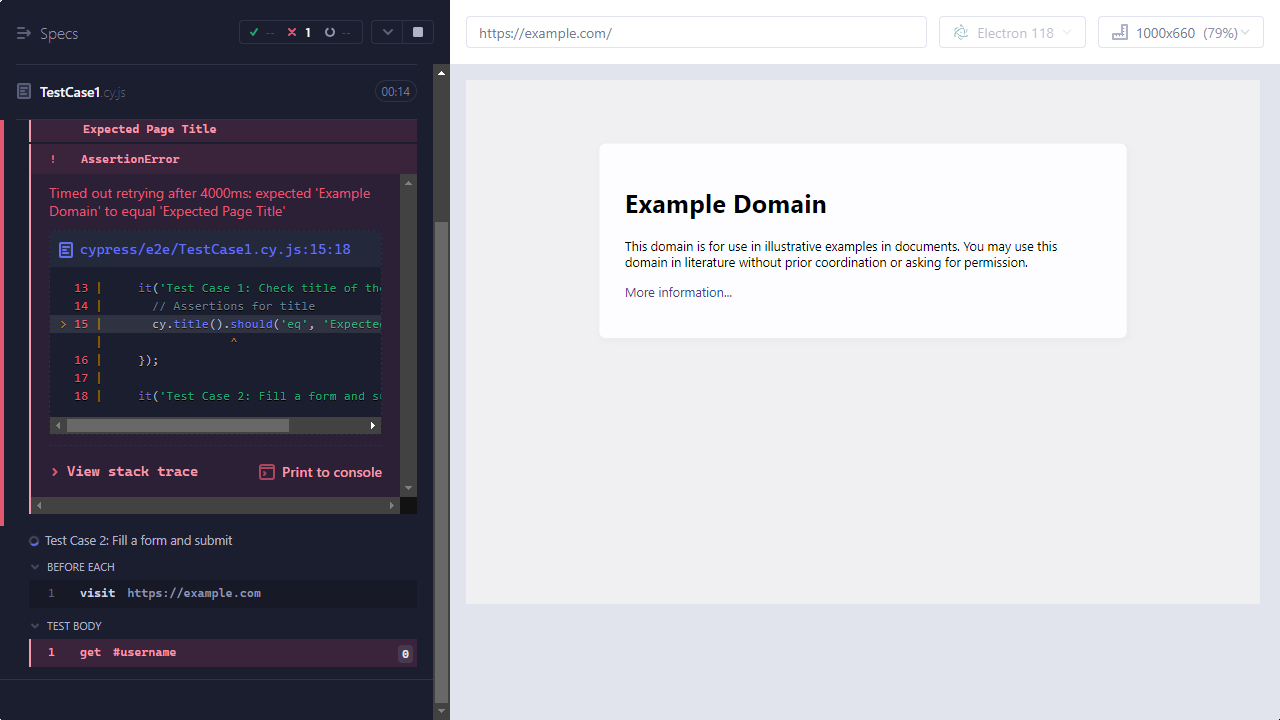 Specs
-- 1 --
https://example.com/
Electron 118
1000x660 (79%)
TestCase1.cy.js
00:14
Expected Page Title
! AssertionError
Timed out retrying after 4000ms: expected 'Example
Domain' to equal 'Expected Page Title'
cypress/e2e/TestCase1.cy.js:15:18
13 | it('Test Case 1: Check title of the
14 | // Assertions for title
> 15 | cy.title().should('eq', 'Expected
| ^
16 | });
17 |
18 | it('Test Case 2: Fill a form and su
> View stack trace
Print to console
Test Case 2: Fill a form and submit
BEFORE EACH
1 visit https://example.com
TEST BODY
1 get #username 0
Example Domain
This domain is for use in illustrative examples in documents. You may use this
domain in literature without prior coordination or asking for permission.
More information...